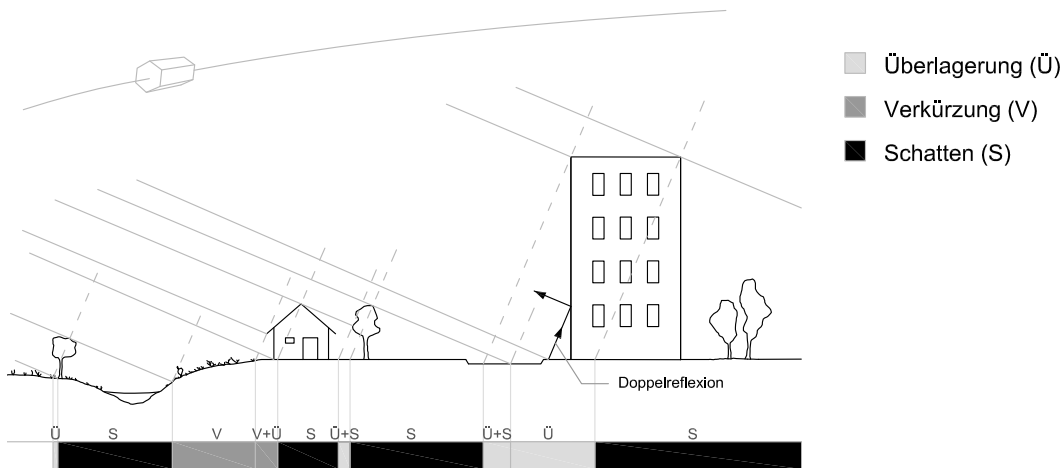 Überlagerung (Ü)
Verkürzung (V)
Schatten (S)
Doppelreflexion
Ü S V V+Ü S Ü+S S Ü+S Ü S